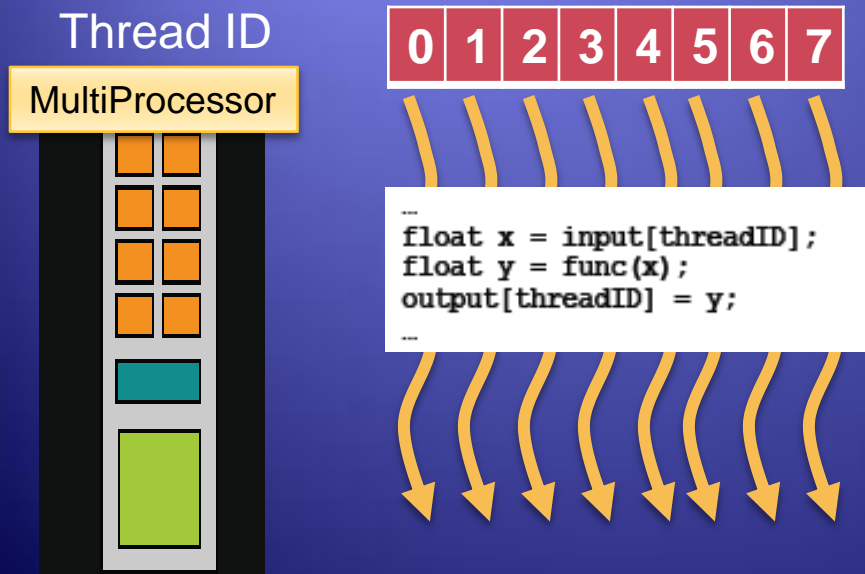 Thread ID
0 1 2 3 4 5 6 7
MultiProcessor
…
float x = input[threadID];
float y = func(x);
output[threadID] = y;
…